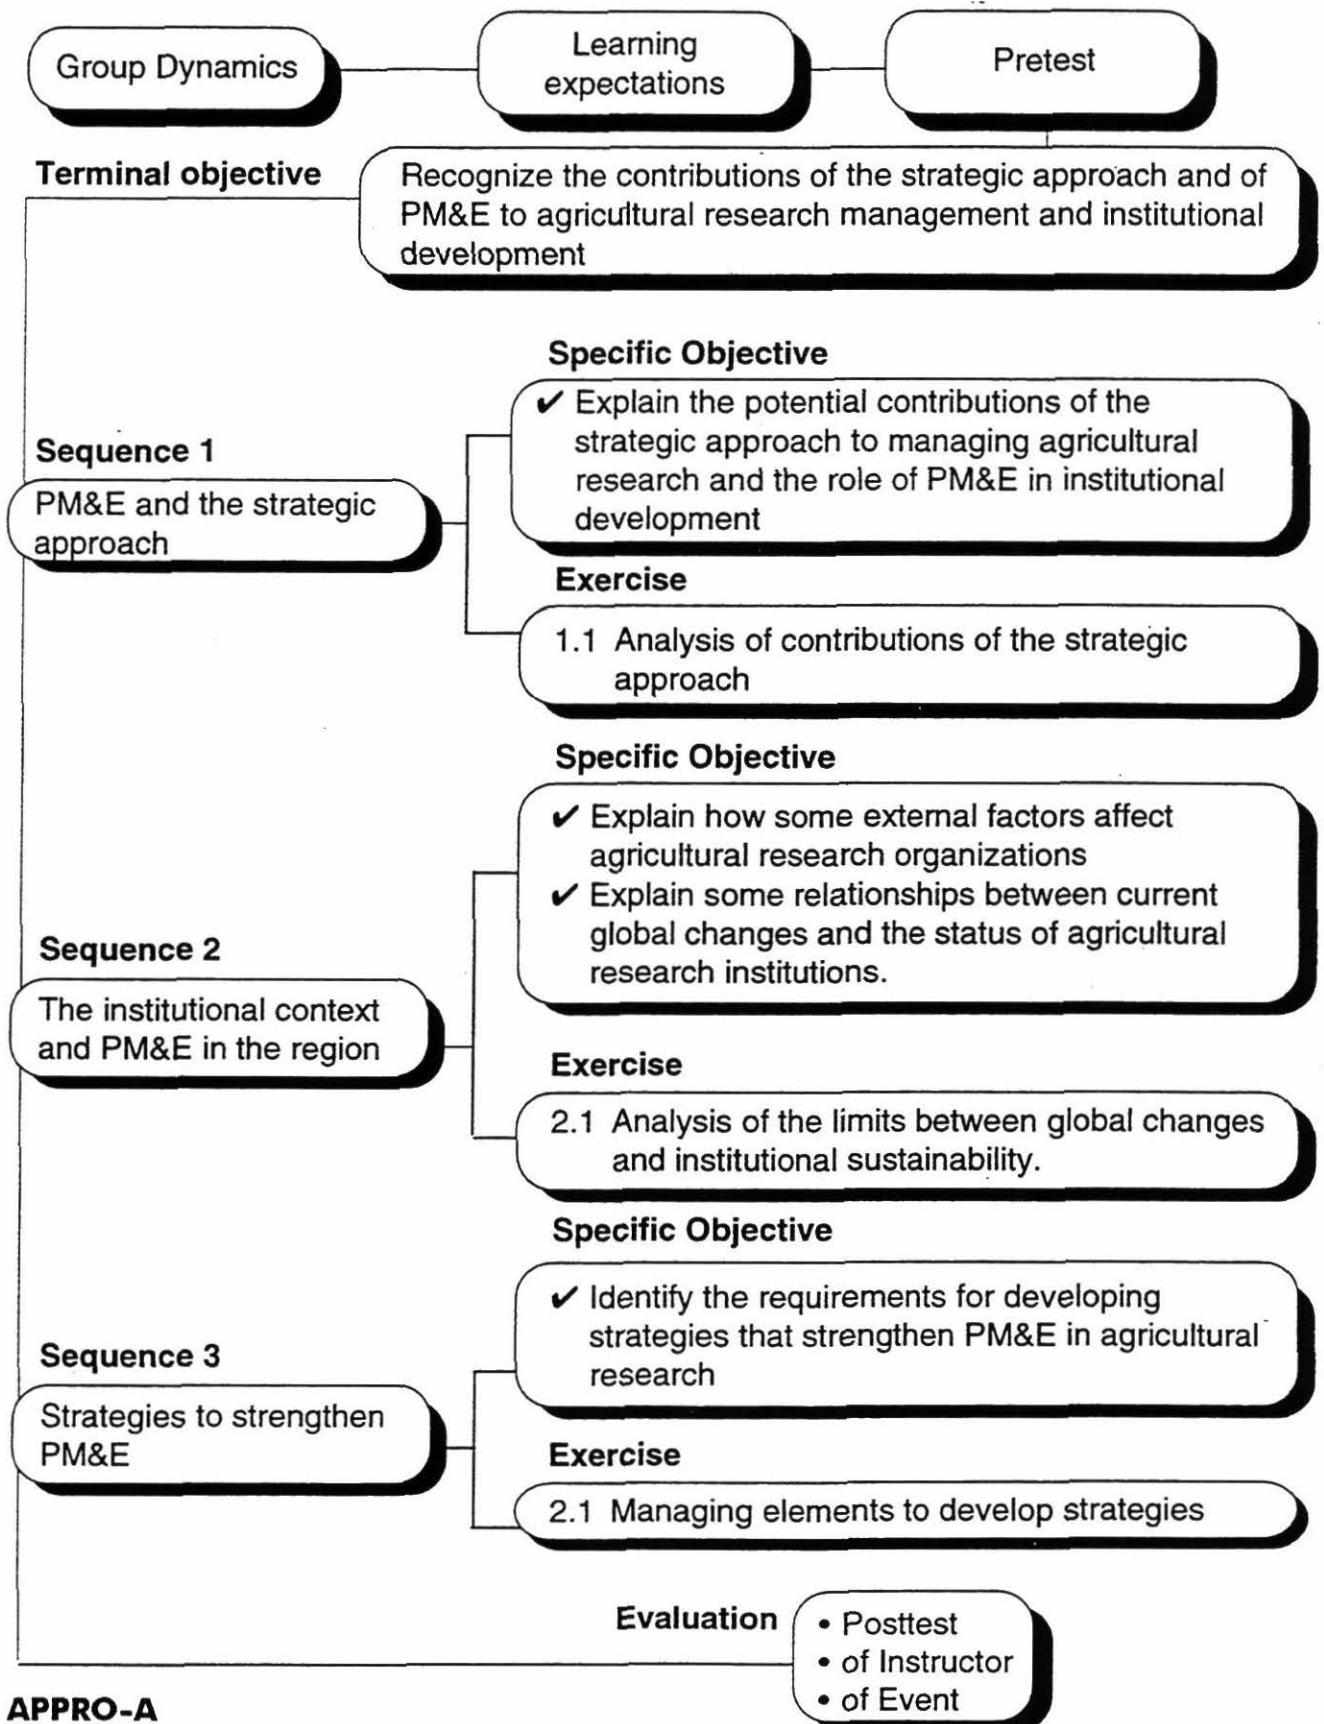 Group Dynamics
Learning
expectations
Pretest
Terminal objective
Recognize the contributions of the strategic approach and of
PM&E to agricultural research management and institutional
development
Specific Objective
✔ Explain the potential contributions of the
strategic approach to managing agricultural
research and the role of PM&E in institutional
development
Sequence 1
PM&E and the strategic
approach
Exercise
1.1 Analysis of contributions of the strategic
approach
Specific Objective
✔ Explain how some external factors affect
agricultural research organizations
✔ Explain some relationships between current
global changes and the status of agricultural
research institutions.
Sequence 2
The institutional context
and PM&E in the region
Exercise
2.1 Analysis of the limits between global changes
and institutional sustainability.
Specific Objective
✔ Identify the requirements for developing
strategies that strengthen PM&E in agricultural
research
Sequence 3
Strategies to strengthen
PM&E
Exercise
2.1 Managing elements to develop strategies
Evaluation
• Posttest
• of Instructor
• of Event
APPRO-A